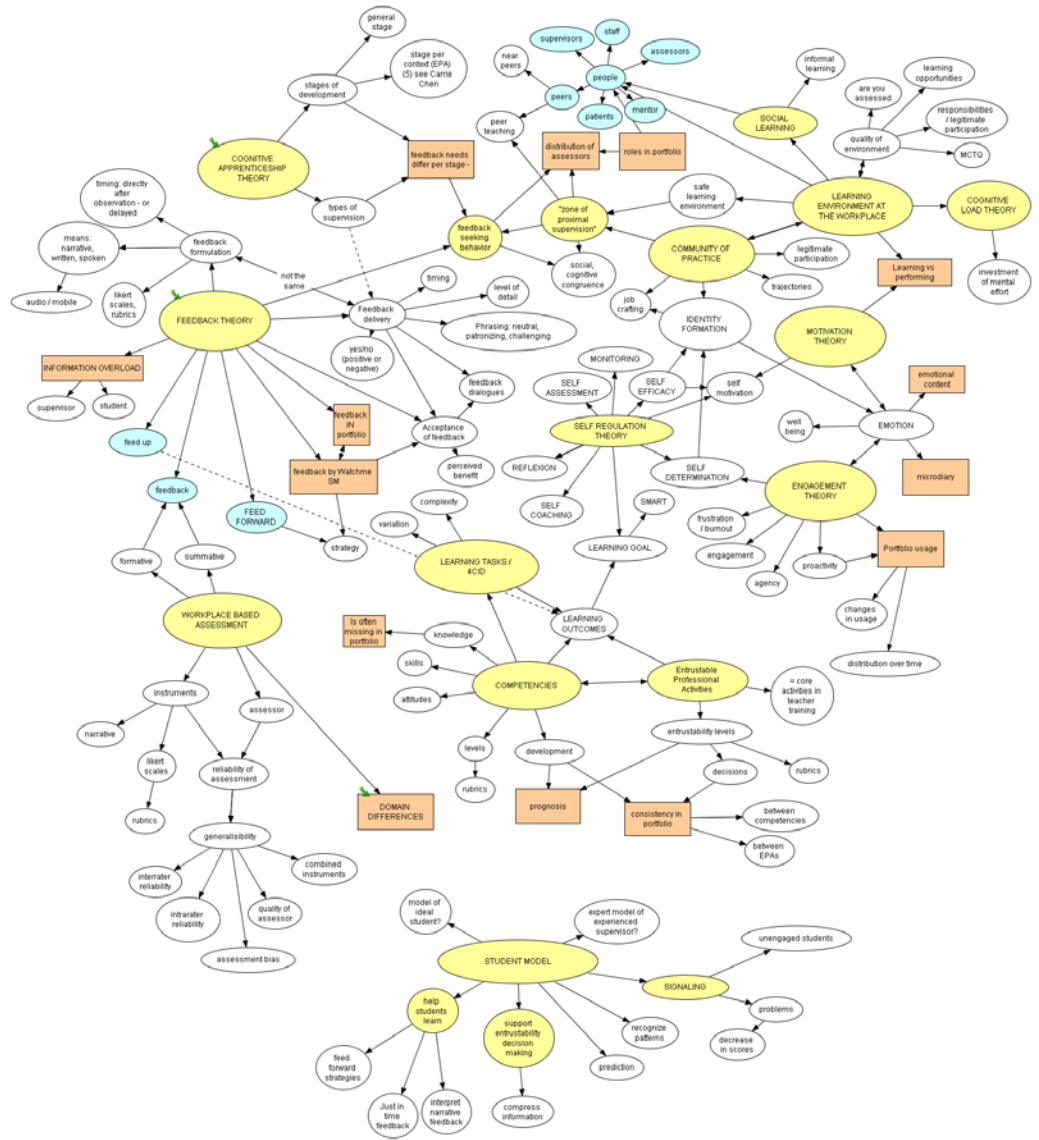 general
stage
stage per
context (EPA)
(5) see Carrie
Chen
stages of
development
COGNITIVE
APPRENTICESHIP
THEORY
types of
supervision
feedback needs
differ per stage -
supervisors
staff
assessors
near
peers
people
peers
patients
mentor
peer
teaching
distribution of
assessors
roles in portfolio
informal
learning
SOCIAL
LEARNING
are you
assessed
learning
opportunities
responsibilities
/ legitimate
participation
quality of
environment
MCTQ
timing: directly
after
observation - or
delayed
means:
narrative,
written, spoken
audio / mobile
feedback
formulation
likert
scales,
rubrics
not the
same
feedback
seeking
behavior
"zone of
proximal
supervision"
safe
learning
environment
social,
cognitive
congruence
LEARNING
ENVIRONMENT AT
THE WORKPLACE
COGNITIVE
LOAD THEORY
investment
of mental
effort
COMMUNITY OF
PRACTICE
legitimate
participation
trajectories
Learning vs
performing
job
crafting
IDENTITY
FORMATION
MOTIVATION
THEORY
FEEDBACK THEORY
Feedback
delivery
timing
level of
detail
Phrasing: neutral,
patronizing, challenging
yes/no
(positive or
negative)
feedback
dialogues
INFORMATION OVERLOAD
supervisor
student
feedback
IN
portfolio
Acceptance
of feedback
perceived
benefit
feedback by Watchme
SM
strategy
feed up
feedback
FEED
FORWARD
MONITORING
SELF
ASSESSMENT
SELF
EFFICACY
self
motivation
SELF REGULATION
THEORY
REFLEXION
SELF
COACHING
SELF
DETERMINATION
SMART
LEARNING GOAL
emotional
content
well
being
EMOTION
microdiary
ENGAGEMENT
THEORY
frustration
/ burnout
engagement
agency
proactivity
Portfolio usage
changes
in usage
distribution over time
formative
summative
WORKPLACE BASED
ASSESSMENT
complexity
variation
LEARNING TASKS /
4CID
LEARNING
OUTCOMES
Is often
missing in
portfolio
knowledge
skills
attitudes
COMPETENCIES
Entrustable
Professional
Activities
= core
activities in
teacher
training
levels
rubrics
development
entrustability levels
decisions
rubrics
prognosis
consistency in
portfolio
between
competencies
between
EPAs
instruments
assessor
narrative
likert
scales
rubrics
reliability of
assessment
DOMAIN
DIFFERENCES
generalisibility
interrater
reliability
intrarater
reliability
quality of
assessor
combined
instruments
assessment bias
model of
ideal
student?
expert model of
experienced
supervisor?
STUDENT MODEL
unengaged students
SIGNALING
problems
decrease
in scores
help
students
learn
support
entrustability
decision
making
recognize
patterns
prediction
feed
forward
strategies
Just in
time
feedback
interpret
narrative
feedback
compress
information